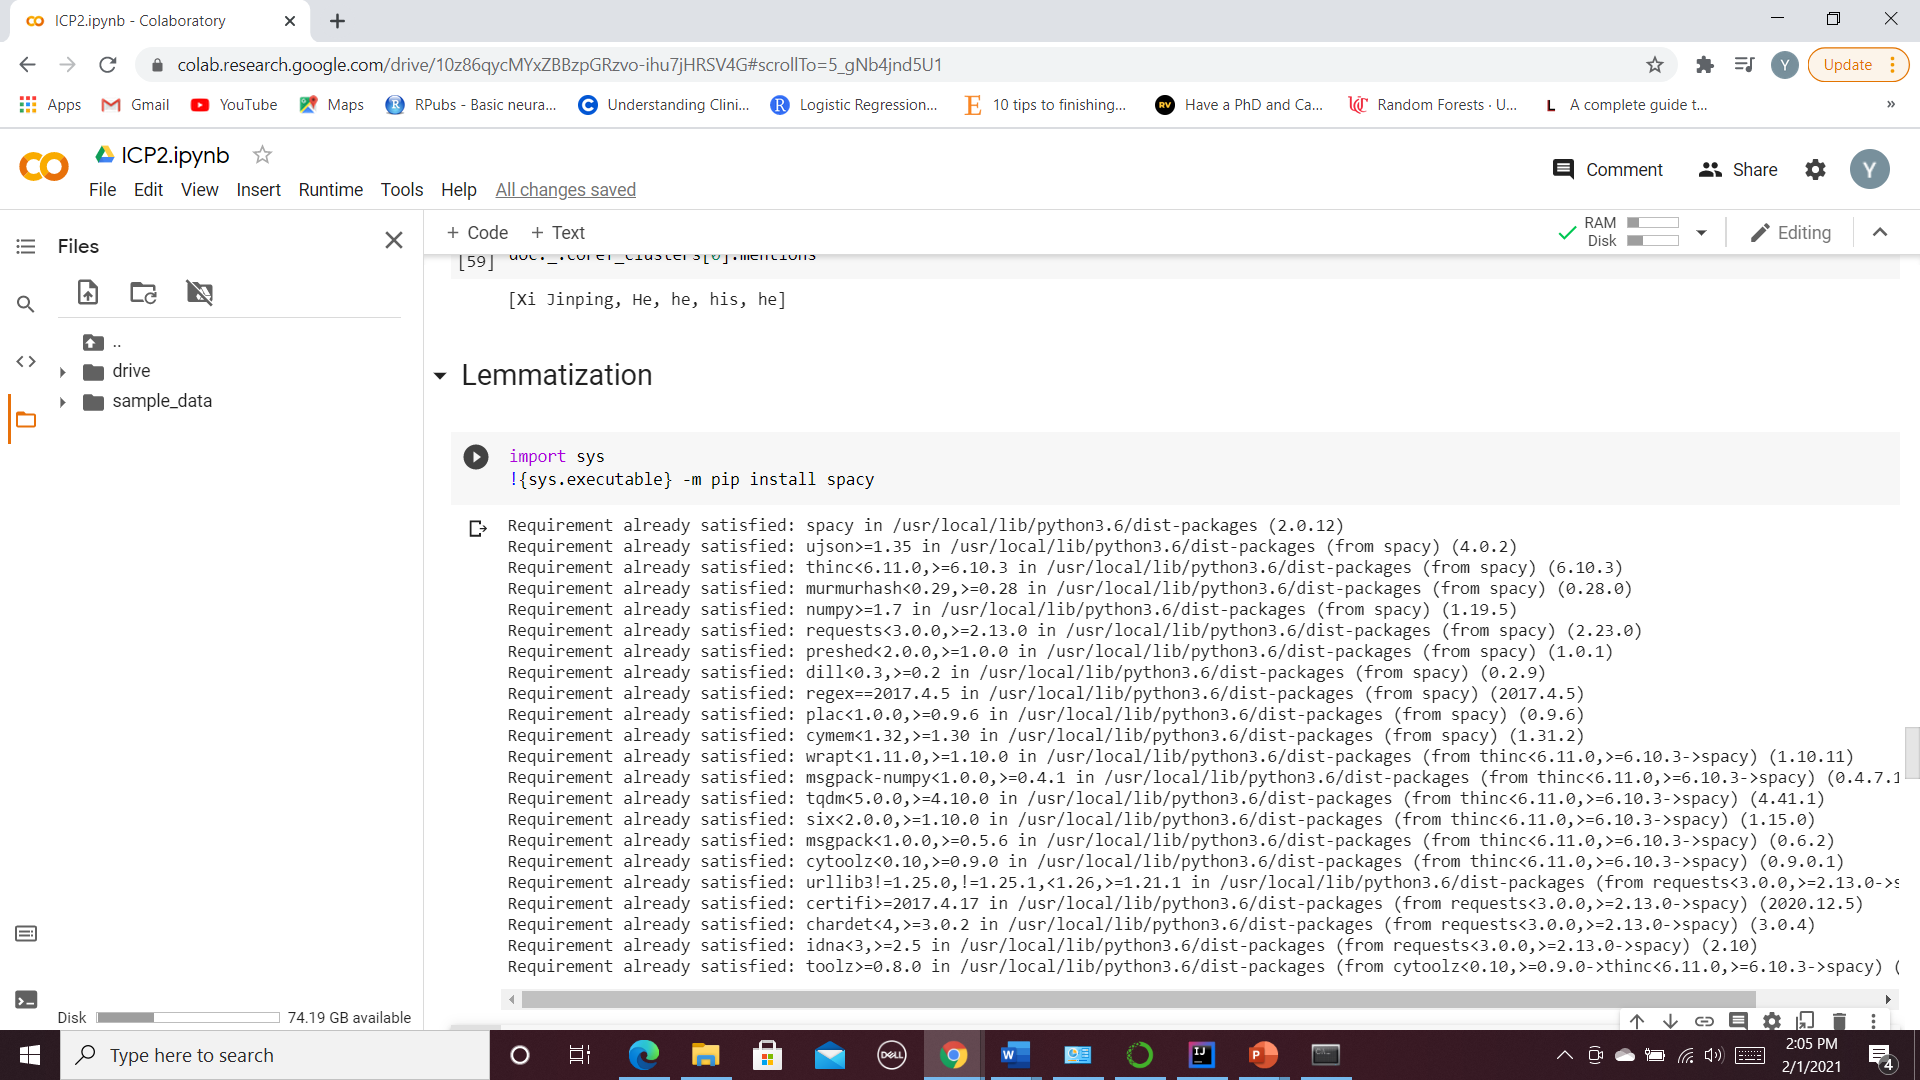 ICP2.ipynb - Colaboratory
colab.research.google.com/drive/10z86qycMYxZBBzpGRzvo-ihu7jHRSV4G#scrollTo=5_gNb4jnd5U1
Y
Update
Apps
Gmail
YouTube
Maps
RPubs - Basic neura...
Understanding Clini...
Logistic Regression...
10 tips to finishing...
Have a PhD and Ca...
Random Forests · U...
A complete guide t...
»
ICP2.ipynb
File Edit View Insert Runtime Tools Help All changes saved
Comment
Share
Y
Files
+ Code + Text
RAM
Disk
Editing
..
drive
sample_data
Disk 74.19 GB available
[59] doc._.coref_clusters[0].mentions
[Xi Jinping, He, he, his, he]
Lemmatization
import sys
!{sys.executable} -m pip install spacy
Requirement already satisfied: spacy in /usr/local/lib/python3.6/dist-packages (2.0.12)
Requirement already satisfied: ujson>=1.35 in /usr/local/lib/python3.6/dist-packages (from spacy) (4.0.2)
Requirement already satisfied: thinc<6.11.0,>=6.10.3 in /usr/local/lib/python3.6/dist-packages (from spacy) (6.10.3)
Requirement already satisfied: murmurhash<0.29,>=0.28 in /usr/local/lib/python3.6/dist-packages (from spacy) (0.28.0)
Requirement already satisfied: numpy>=1.7 in /usr/local/lib/python3.6/dist-packages (from spacy) (1.19.5)
Requirement already satisfied: requests<3.0.0,>=2.13.0 in /usr/local/lib/python3.6/dist-packages (from spacy) (2.23.0)
Requirement already satisfied: preshed<2.0.0,>=1.0.0 in /usr/local/lib/python3.6/dist-packages (from spacy) (1.0.1)
Requirement already satisfied: dill<0.3,>=0.2 in /usr/local/lib/python3.6/dist-packages (from spacy) (0.2.9)
Requirement already satisfied: regex==2017.4.5 in /usr/local/lib/python3.6/dist-packages (from spacy) (2017.4.5)
Requirement already satisfied: plac<1.0.0,>=0.9.6 in /usr/local/lib/python3.6/dist-packages (from spacy) (0.9.6)
Requirement already satisfied: cymem<1.32,>=1.30 in /usr/local/lib/python3.6/dist-packages (from spacy) (1.31.2)
Requirement already satisfied: wrapt<1.11.0,>=1.10.0 in /usr/local/lib/python3.6/dist-packages (from thinc<6.11.0,>=6.10.3->spacy) (1.10.11)
Requirement already satisfied: msgpack-numpy<1.0.0,>=0.4.1 in /usr/local/lib/python3.6/dist-packages (from thinc<6.11.0,>=6.10.3->spacy) (0.4.7.1
Requirement already satisfied: tqdm<5.0.0,>=4.10.0 in /usr/local/lib/python3.6/dist-packages (from thinc<6.11.0,>=6.10.3->spacy) (4.41.1)
Requirement already satisfied: six<2.0.0,>=1.10.0 in /usr/local/lib/python3.6/dist-packages (from thinc<6.11.0,>=6.10.3->spacy) (1.15.0)
Requirement already satisfied: msgpack<1.0.0,>=0.5.6 in /usr/local/lib/python3.6/dist-packages (from thinc<6.11.0,>=6.10.3->spacy) (0.6.2)
Requirement already satisfied: cytoolz<0.10,>=0.9.0 in /usr/local/lib/python3.6/dist-packages (from thinc<6.11.0,>=6.10.3->spacy) (0.9.0.1)
Requirement already satisfied: urllib3!=1.25.0,!=1.25.1,<1.26,>=1.21.1 in /usr/local/lib/python3.6/dist-packages (from requests<3.0.0,>=2.13.0->s
Requirement already satisfied: certifi>=2017.4.17 in /usr/local/lib/python3.6/dist-packages (from requests<3.0.0,>=2.13.0->spacy) (2020.12.5)
Requirement already satisfied: chardet<4,>=3.0.2 in /usr/local/lib/python3.6/dist-packages (from requests<3.0.0,>=2.13.0->spacy) (3.0.4)
Requirement already satisfied: idna<3,>=2.5 in /usr/local/lib/python3.6/dist-packages (from requests<3.0.0,>=2.13.0->spacy) (2.10)
Requirement already satisfied: toolz>=0.8.0 in /usr/local/lib/python3.6/dist-packages (from cytoolz<0.10,>=0.9.0->thinc<6.11.0,>=6.10.3->spacy) (
Type here to search
DELL
2:05 PM
2/1/2021
4